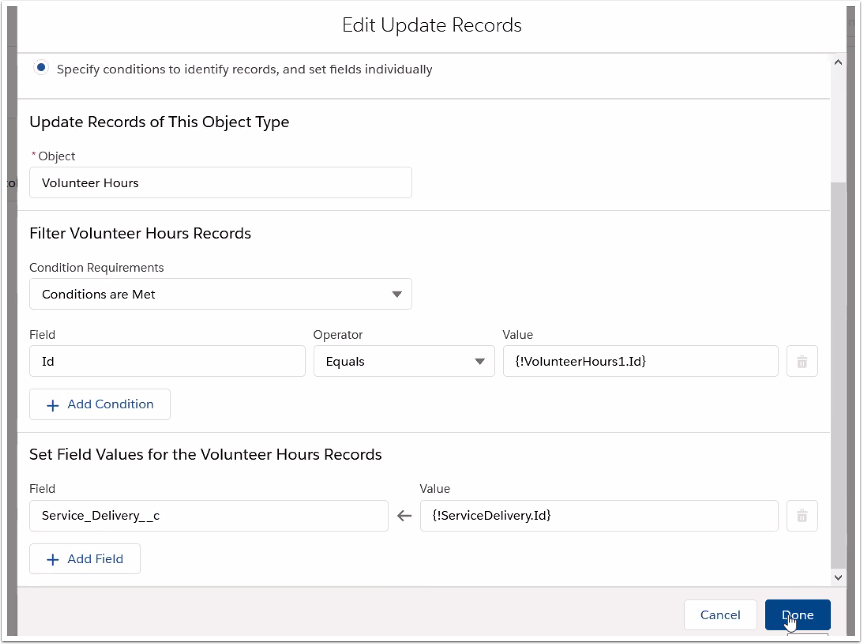 Edit Update Records
Specify conditions to identify records, and set fields individually
Update Records of This Object Type
* Object
Volunteer Hours
Filter Volunteer Hours Records
Condition Requirements
Conditions are Met
Field Operator Value
Id Equals {!VolunteerHours1.Id}
+ Add Condition
Set Field Values for the Volunteer Hours Records
Field Value
Service_Delivery__c ← {!ServiceDelivery.Id}
+ Add Field
Cancel Done